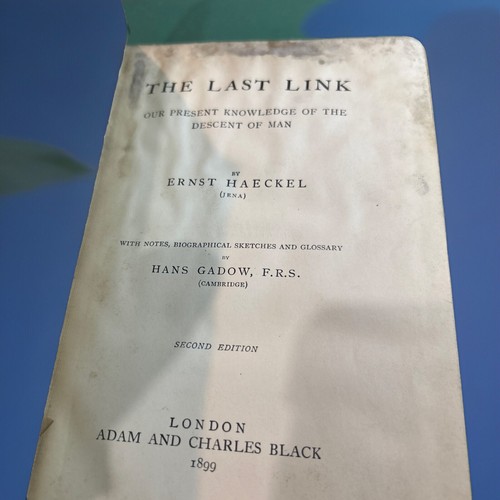 THE LAST LINK
OUR PRESENT KNOWLEDGE OF THE
DESCENT OF MAN
BY
ERNST HAECKEL
(JENA)
WITH NOTES, BIOGRAPHICAL SKETCHES AND GLOSSARY
BY
HANS GADOW, F.R.S.
(CAMBRIDGE)
SECOND EDITION
LONDON
ADAM AND CHARLES BLACK
1899